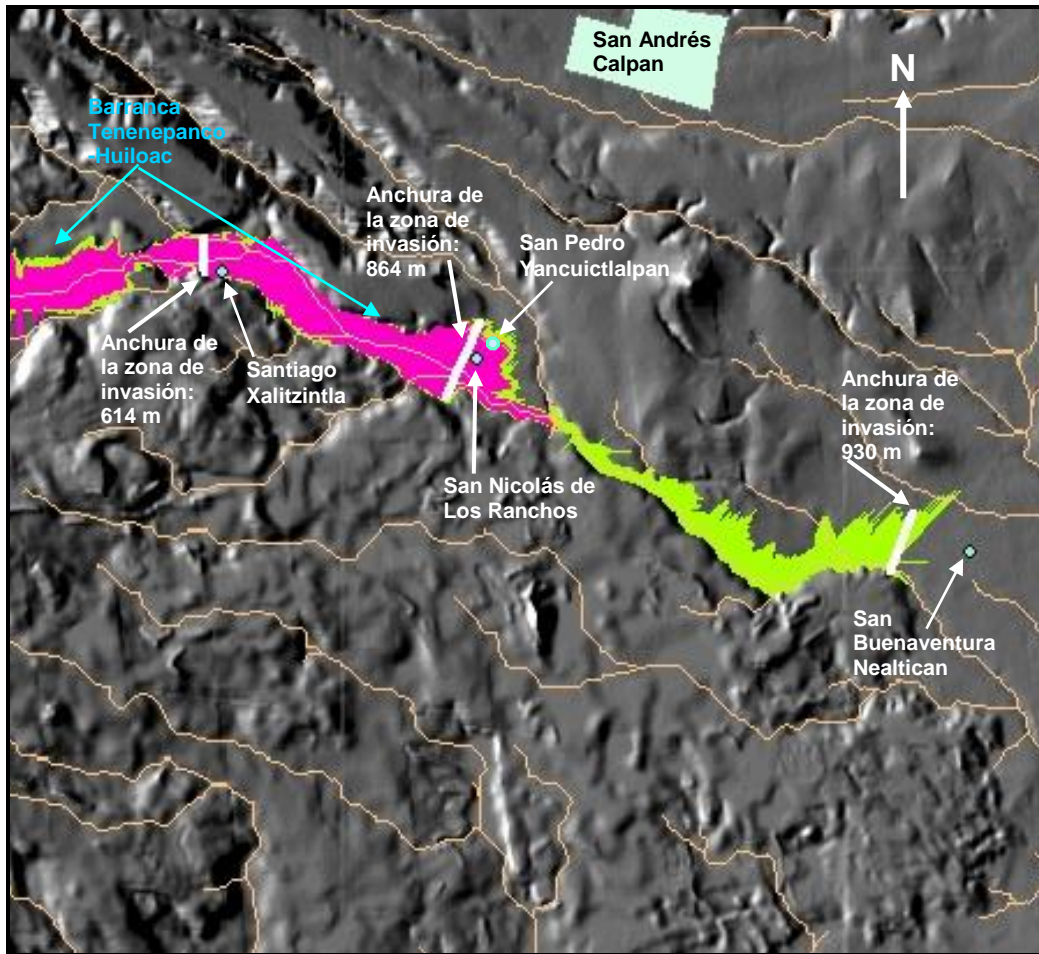 San Andrés
Calpan
N
Barranca
Tenenepanco
-Huiloac
Anchura de
la zona de
invasión:
864 m
San Pedro
Yancuictlalpan
Anchura de
la zona de
invasión:
614 m
Santiago
Xalitzintla
Anchura de
la zona de
invasión:
930 m
San Nicolás de
Los Ranchos
San
Buenaventura
Nealtican